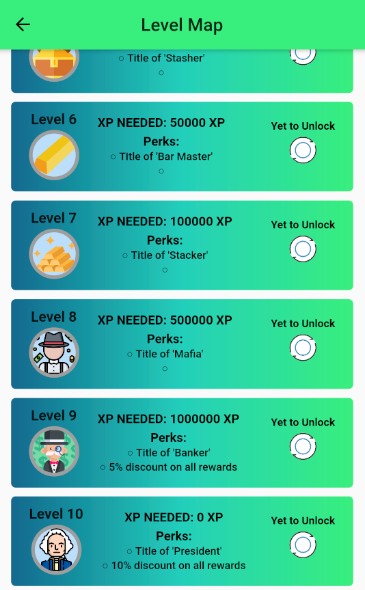 Level Map
○ Title of 'Stasher'
○
Level 6
XP NEEDED: 50000 XP
Yet to Unlock
Perks:
○ Title of 'Bar Master'
○
Level 7
XP NEEDED: 100000 XP
Yet to Unlock
Perks:
○ Title of 'Stacker'
○
Level 8
XP NEEDED: 500000 XP
Yet to Unlock
Perks:
○ Title of 'Mafia'
○
Level 9
XP NEEDED: 1000000 XP
Yet to Unlock
Perks:
○ Title of 'Banker'
○ 5% discount on all rewards
Level 10
XP NEEDED: 0 XP
Yet to Unlock
Perks:
○ Title of 'President'
○ 10% discount on all rewards